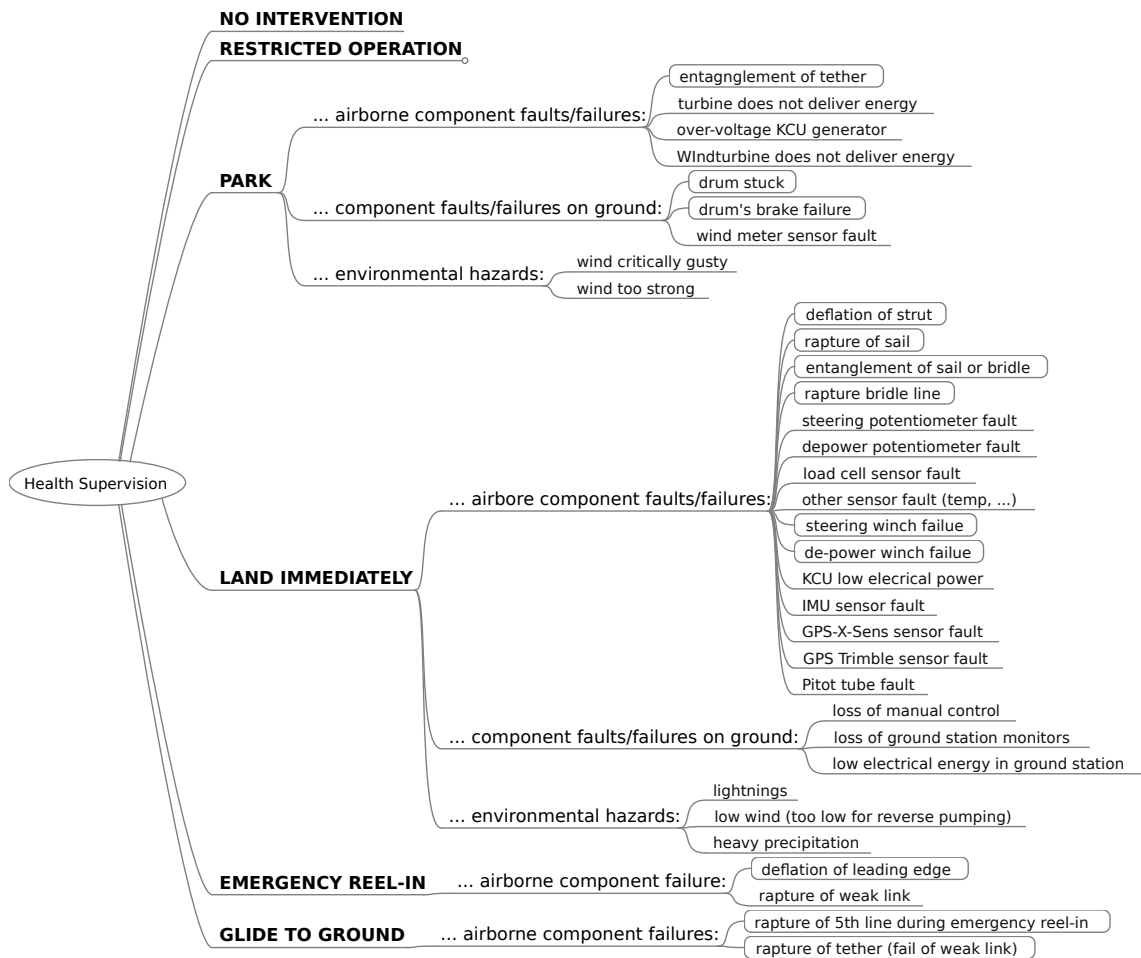 NO INTERVENTION
RESTRICTED OPERATION
PARK
... airborne component faults/failures:
entagnglement of tether
turbine does not deliver energy
over-voltage KCU generator
WIndturbine does not deliver energy
... component faults/failures on ground:
drum stuck
drum's brake failure
wind meter sensor fault
... environmental hazards:
wind critically gusty
wind too strong
Health Supervision
LAND IMMEDIATELY
... airbore component faults/failures:
deflation of strut
rapture of sail
entanglement of sail or bridle
rapture bridle line
steering potentiometer fault
depower potentiometer fault
load cell sensor fault
other sensor fault (temp, ...)
steering winch failue
de-power winch failue
KCU low elecrical power
IMU sensor fault
GPS-X-Sens sensor fault
GPS Trimble sensor fault
Pitot tube fault
... component faults/failures on ground:
loss of manual control
loss of ground station monitors
low electrical energy in ground station
... environmental hazards:
lightnings
low wind (too low for reverse pumping)
heavy precipitation
EMERGENCY REEL-IN
... airborne component failure:
deflation of leading edge
rapture of weak link
GLIDE TO GROUND
... airborne component failures:
rapture of 5th line during emergency reel-in
rapture of tether (fail of weak link)